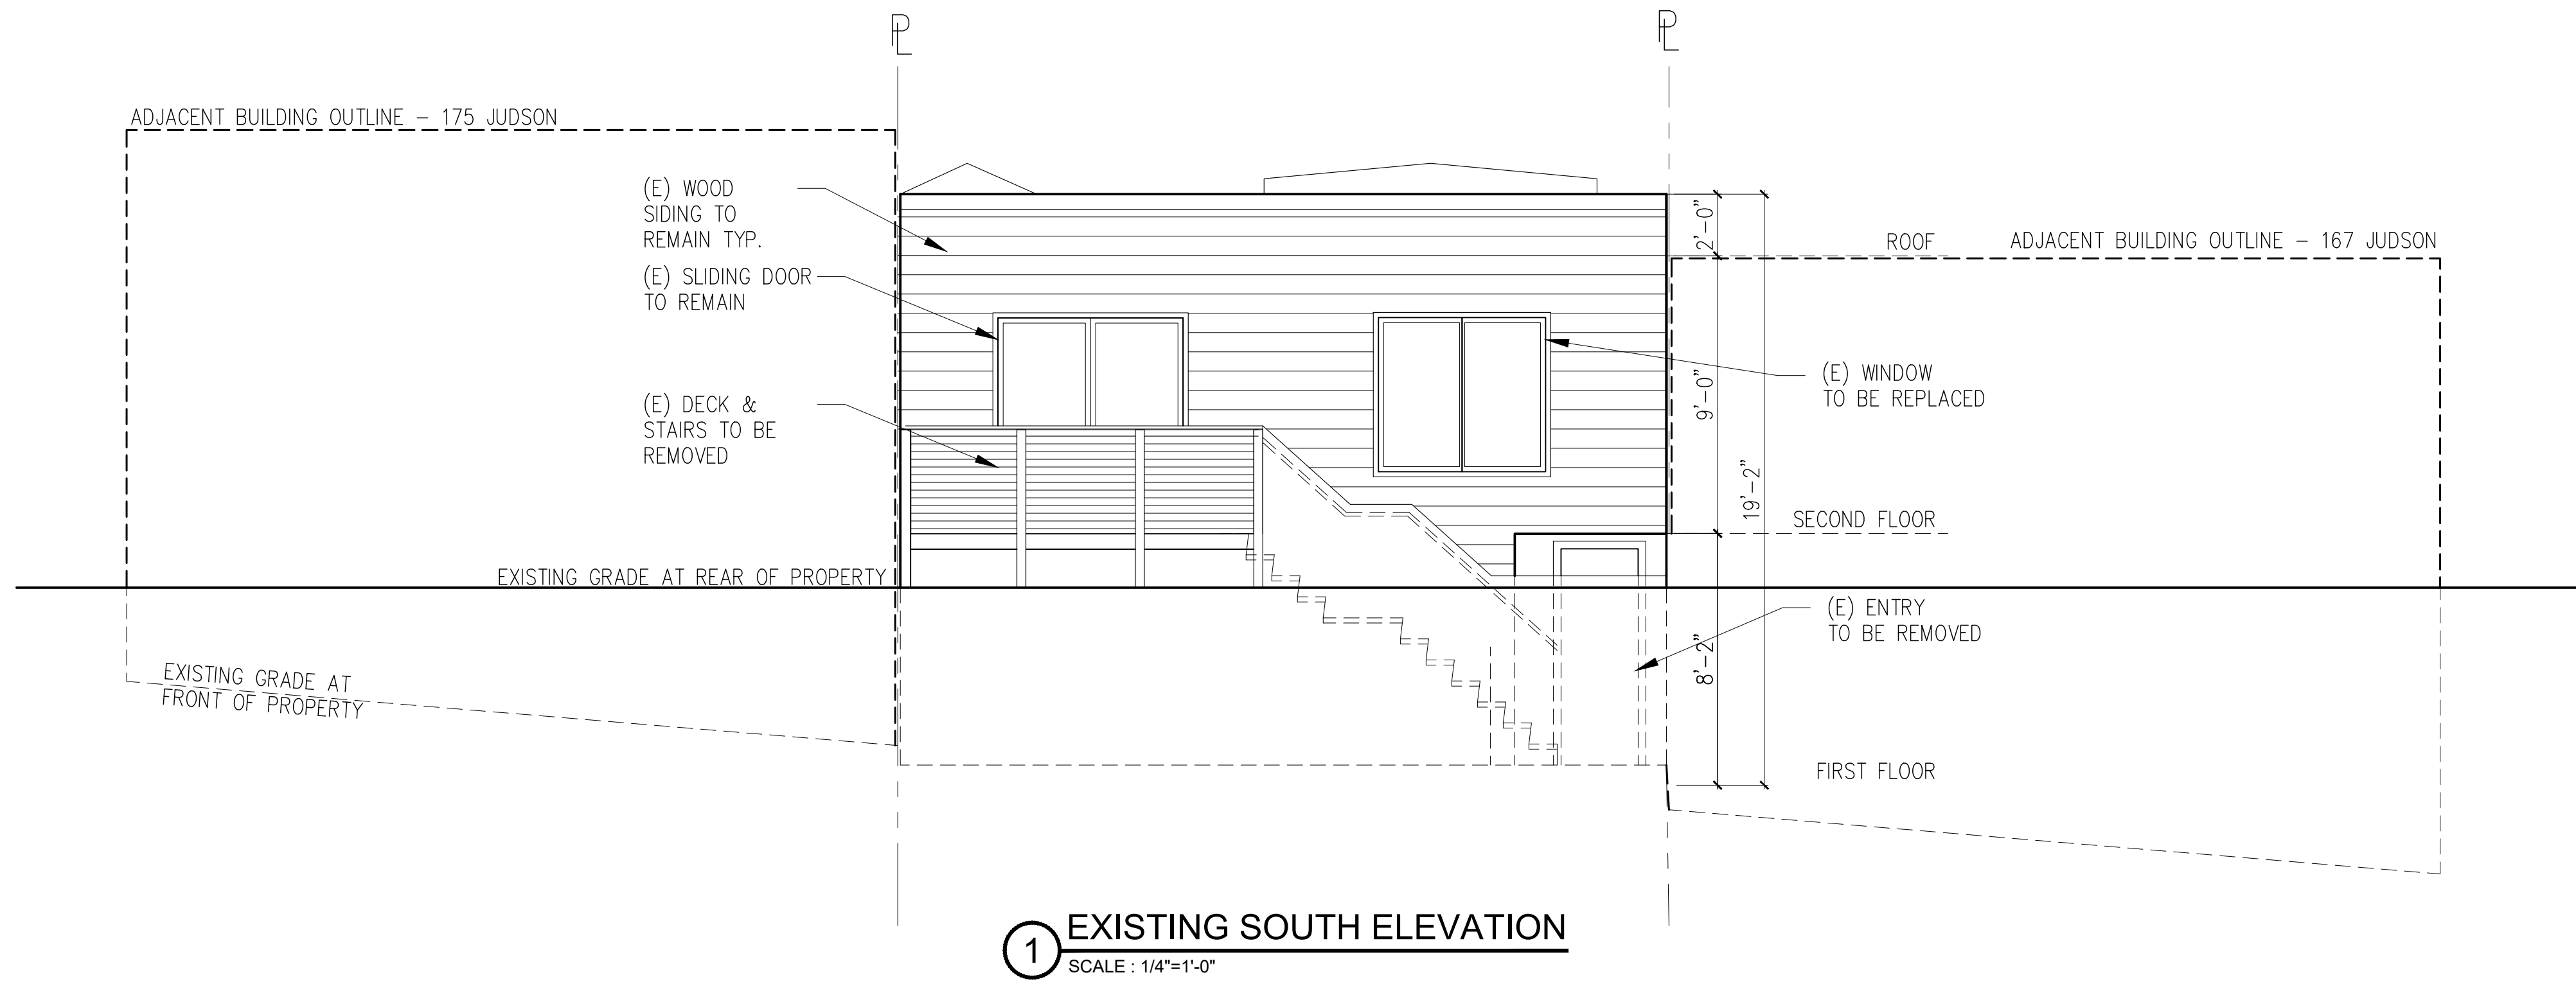 PL
PL
ADJACENT BUILDING OUTLINE – 175 JUDSON
(E) WOOD
SIDING TO
REMAIN TYP.
(E) SLIDING DOOR
TO REMAIN
(E) DECK &
STAIRS TO BE
REMOVED
2'-0"
ROOF
ADJACENT BUILDING OUTLINE – 167 JUDSON
9'-0"
(E) WINDOW
TO BE REPLACED
19'-2"
SECOND FLOOR
EXISTING GRADE AT REAR OF PROPERTY
(E) ENTRY
TO BE REMOVED
8'-2"
EXISTING GRADE AT
FRONT OF PROPERTY
FIRST FLOOR
1
EXISTING SOUTH ELEVATION
SCALE : 1/4"=1'-0"